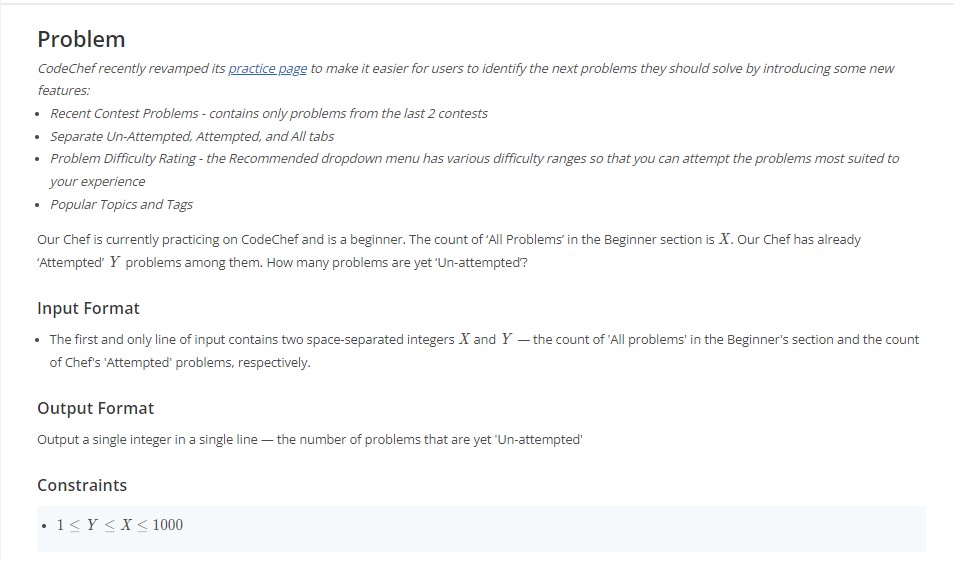 Problem
CodeChef recently revamped its practice page to make it easier for users to identify the next problems they should solve by introducing some new
features:
• Recent Contest Problems - contains only problems from the last 2 contests
• Separate Un-Attempted, Attempted, and All tabs
• Problem Difficulty Rating - the Recommended dropdown menu has various difficulty ranges so that you can attempt the problems most suited to
your experience
• Popular Topics and Tags
Our Chef is currently practicing on CodeChef and is a beginner. The count of 'All Problems' in the Beginner section is X. Our Chef has already
'Attempted' Y problems among them. How many problems are yet 'Un-attempted'?
Input Format
• The first and only line of input contains two space-separated integers X and Y — the count of 'All problems' in the Beginner's section and the count
of Chef's 'Attempted' problems, respectively.
Output Format
Output a single integer in a single line — the number of problems that are yet 'Un-attempted'
Constraints
• 1 ≤ Y ≤ X ≤ 1000